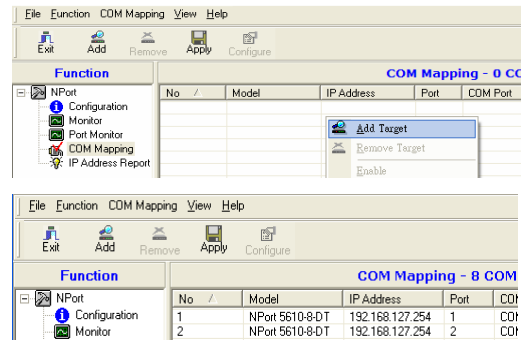 File Function COM Mapping View Help
Exit Add Remove Apply Configure
Function COM Mapping - 0 CO
No Model IP Address Port COM Port
NPort
Configuration
Monitor
Port Monitor
COM Mapping
IP Address Report
Add Target
Remove Target
Enable
File Function COM Mapping View Help
Exit Add Remove Apply Configure
Function COM Mapping - 8 COM
No Model IP Address Port COM
NPort
Configuration
Monitor
1 NPort 5610-8-DT 192.168.127.254 1 COM
2 NPort 5610-8-DT 192.168.127.254 2 COM